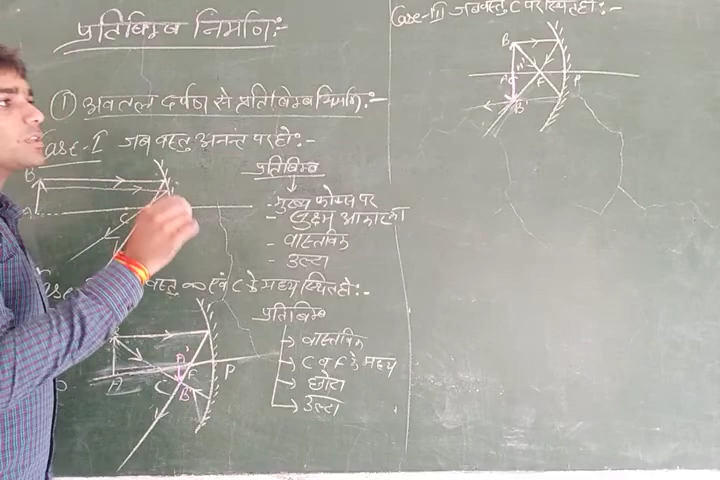 प्रतिबिम्ब निर्माण:-
① अवतल दर्पण से प्रतिबिम्ब निर्माण:-
Case-I जब वस्तु अनन्त पर हो:-
B
A
C
प्रतिबिम्ब
- मुख्य फोकस पर
- सुक्ष्म आकार का
- वास्तविक
- उल्टा
वस्तु ∞ एवं C के मध्य स्थित हो:-
A
C
A'
F
B'
P
प्रतिबिम्ब
→ वास्तविक
→ C व F के मध्य
→ छोटा
→ उल्टा
Case-III जब वस्तु C पर स्थित हो:-
B
A'
C
F
P
B'